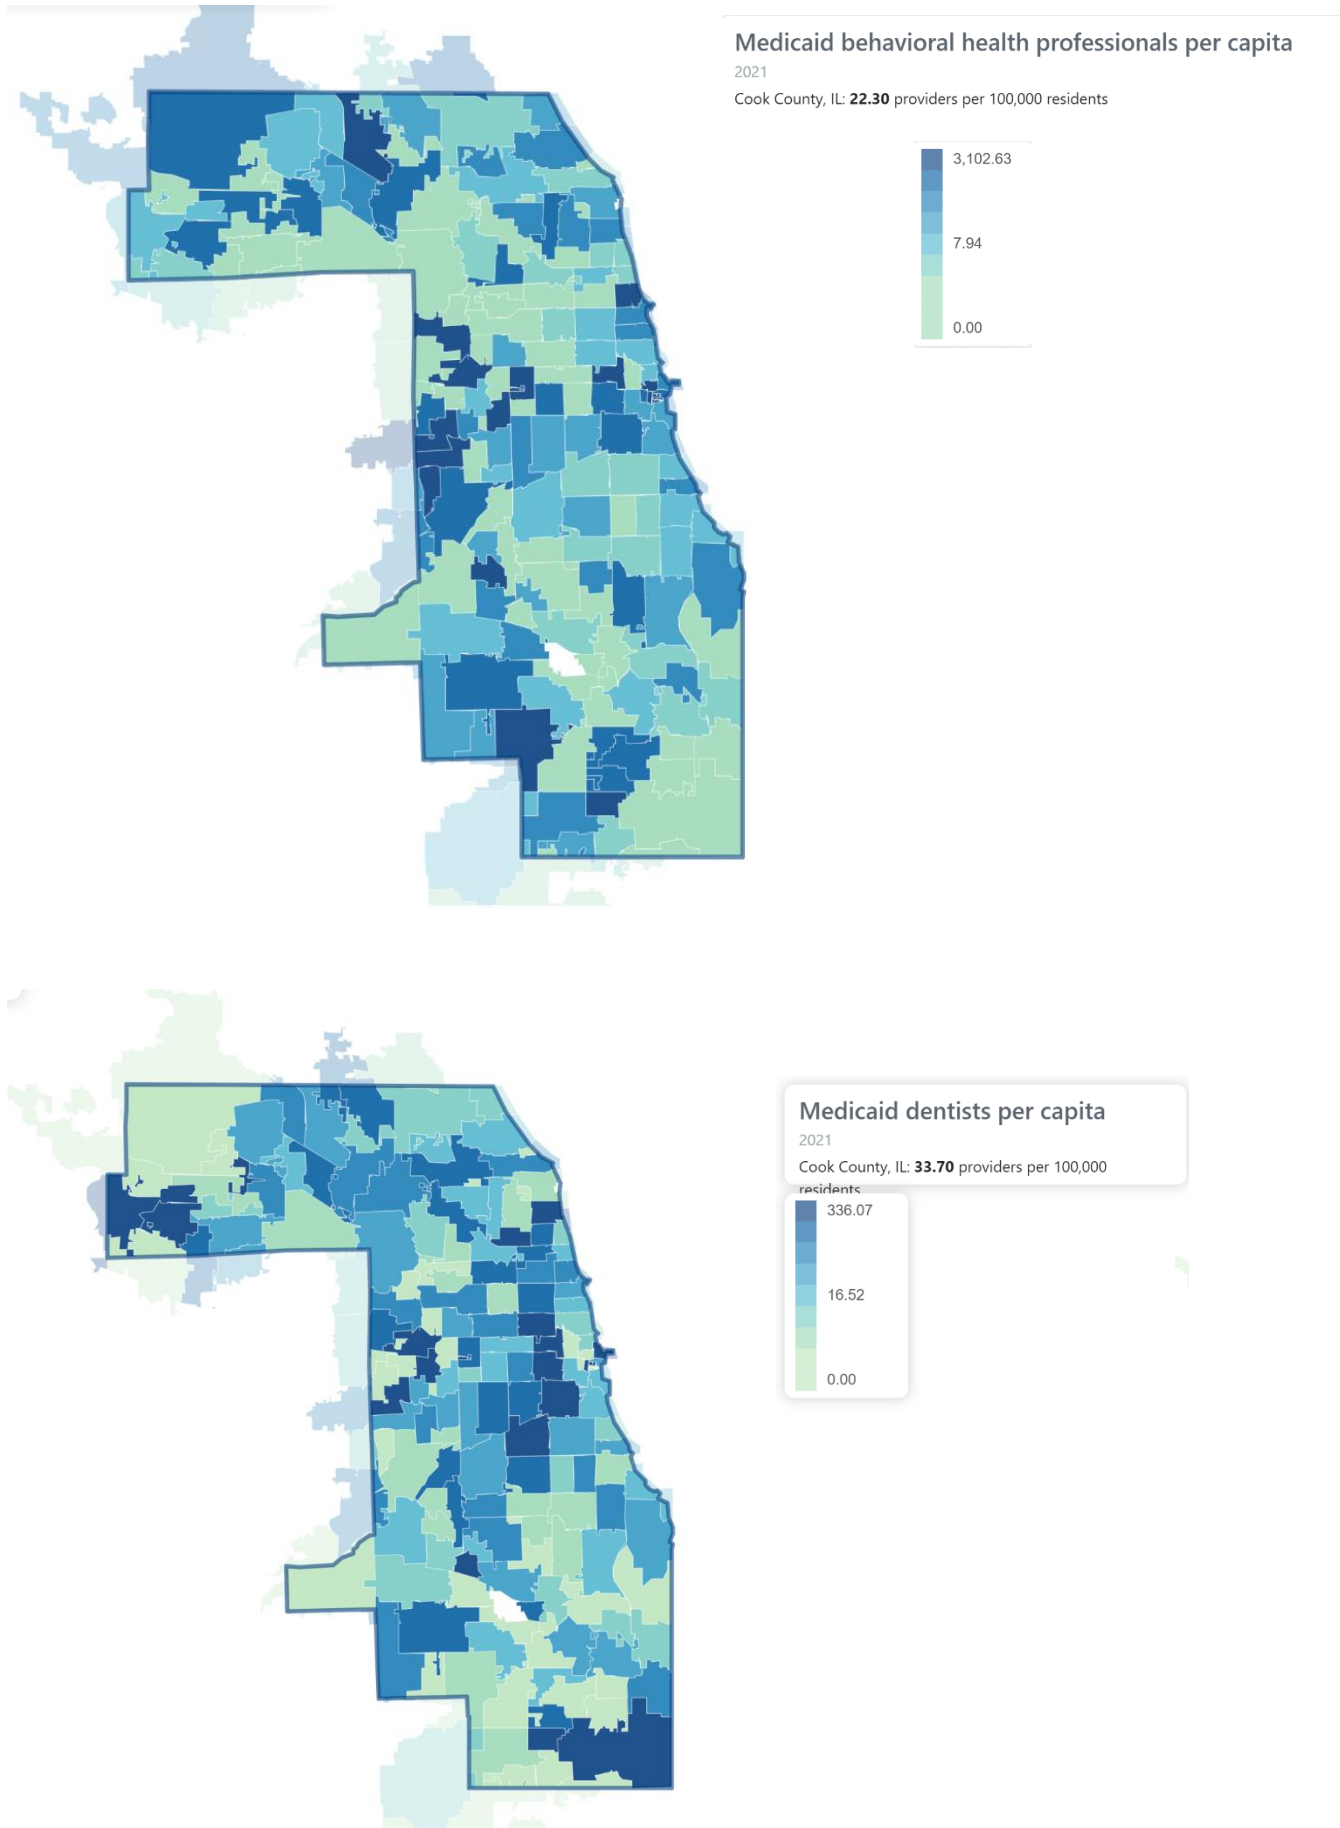 Medicaid behavioral health professionals per capita
2021
Cook County, IL: 22.30 providers per 100,000 residents
3,102.63
7.94
0.00
Medicaid dentists per capita
2021
Cook County, IL: 33.70 providers per 100,000
residents
336.07
16.52
0.00